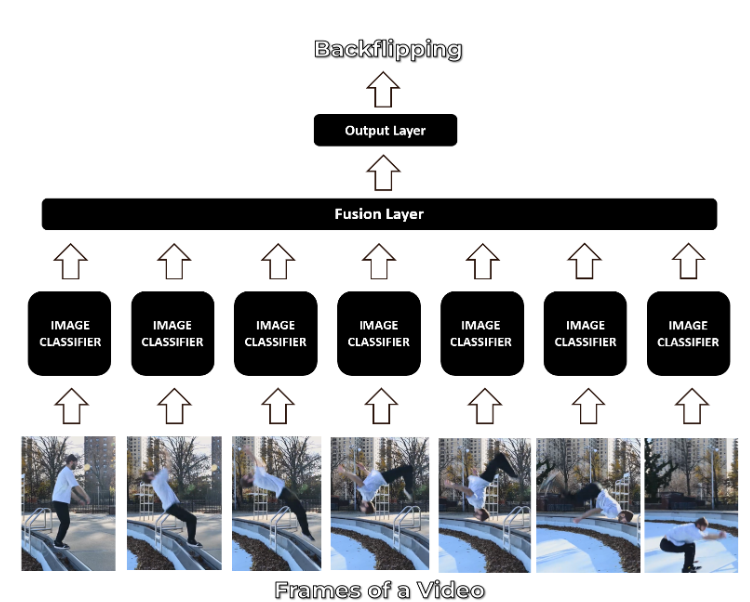 Backflipping
Output Layer
Fusion Layer
IMAGE CLASSIFIER
IMAGE CLASSIFIER
IMAGE CLASSIFIER
IMAGE CLASSIFIER
IMAGE CLASSIFIER
IMAGE CLASSIFIER
IMAGE CLASSIFIER
Frames of a Video